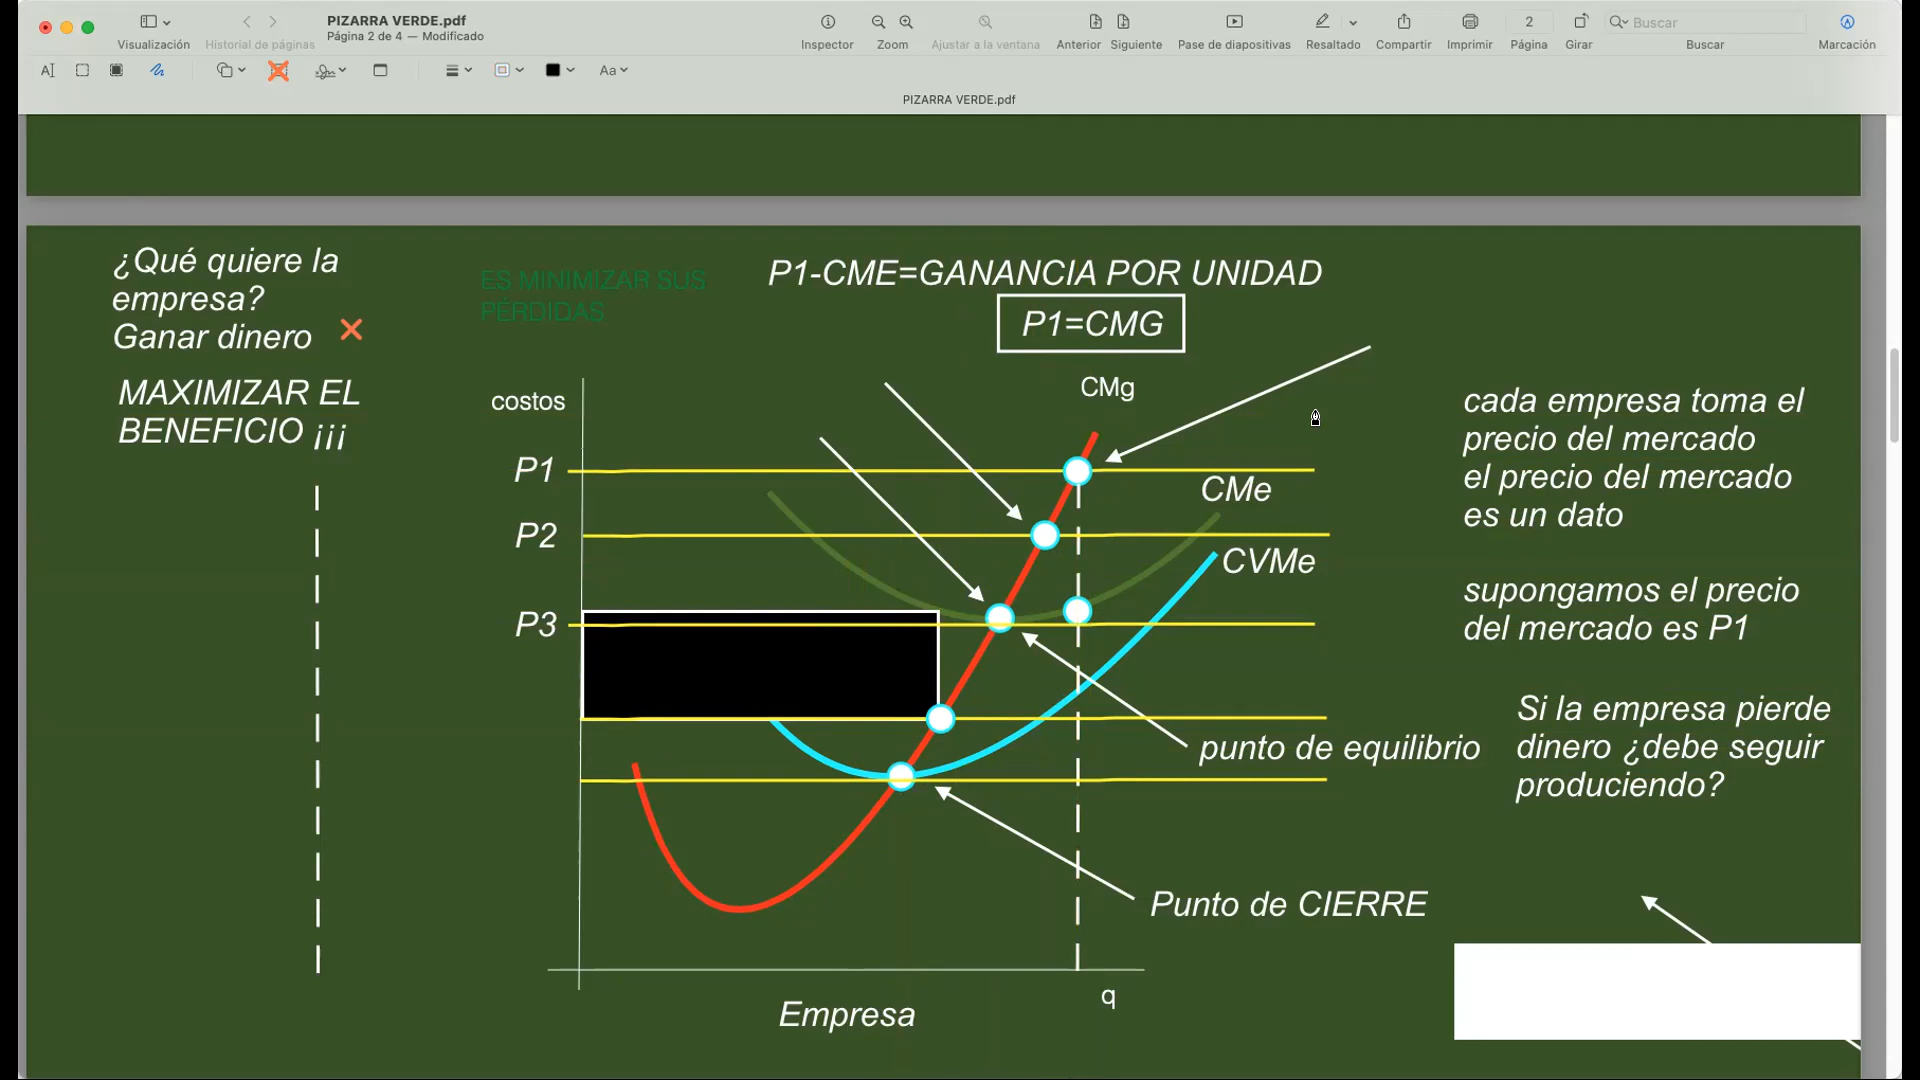 PIZARRA VERDE.pdf
Página 2 de 4 — Modificado
Visualización
Historial de páginas
Inspector
Zoom
Ajustar a la ventana
Anterior
Siguiente
Pase de diapositivas
Resaltado
Compartir
Imprimir
2
Página
Girar
Buscar
Buscar
Marcación
AI
Aa
PIZARRA VERDE.pdf
¿Qué quiere la
empresa?
Ganar dinero
MAXIMIZAR EL
BENEFICIO ¡¡¡
ES MINIMIZAR SUS
PÉRDIDAS
P1-CME=GANANCIA POR UNIDAD
P1=CMG
costos
CMg
P1
CMe
P2
CVMe
P3
punto de equilibrio
Punto de CIERRE
q
Empresa
cada empresa toma el
precio del mercado
el precio del mercado
es un dato
supongamos el precio
del mercado es P1
Si la empresa pierde
dinero ¿debe seguir
produciendo?